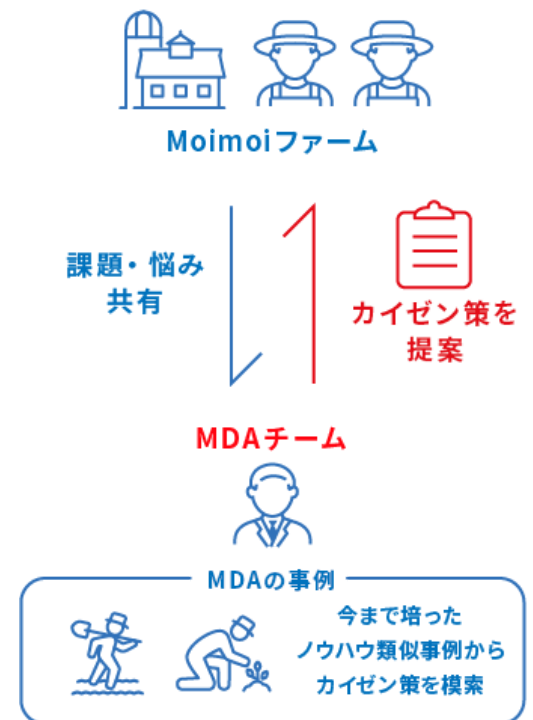 Moimoiファーム
課題・悩み
共有
カイゼン策を
提案
MDAチーム
MDAの事例
今まで培った
ノウハウ類似事例から
カイゼン策を模索